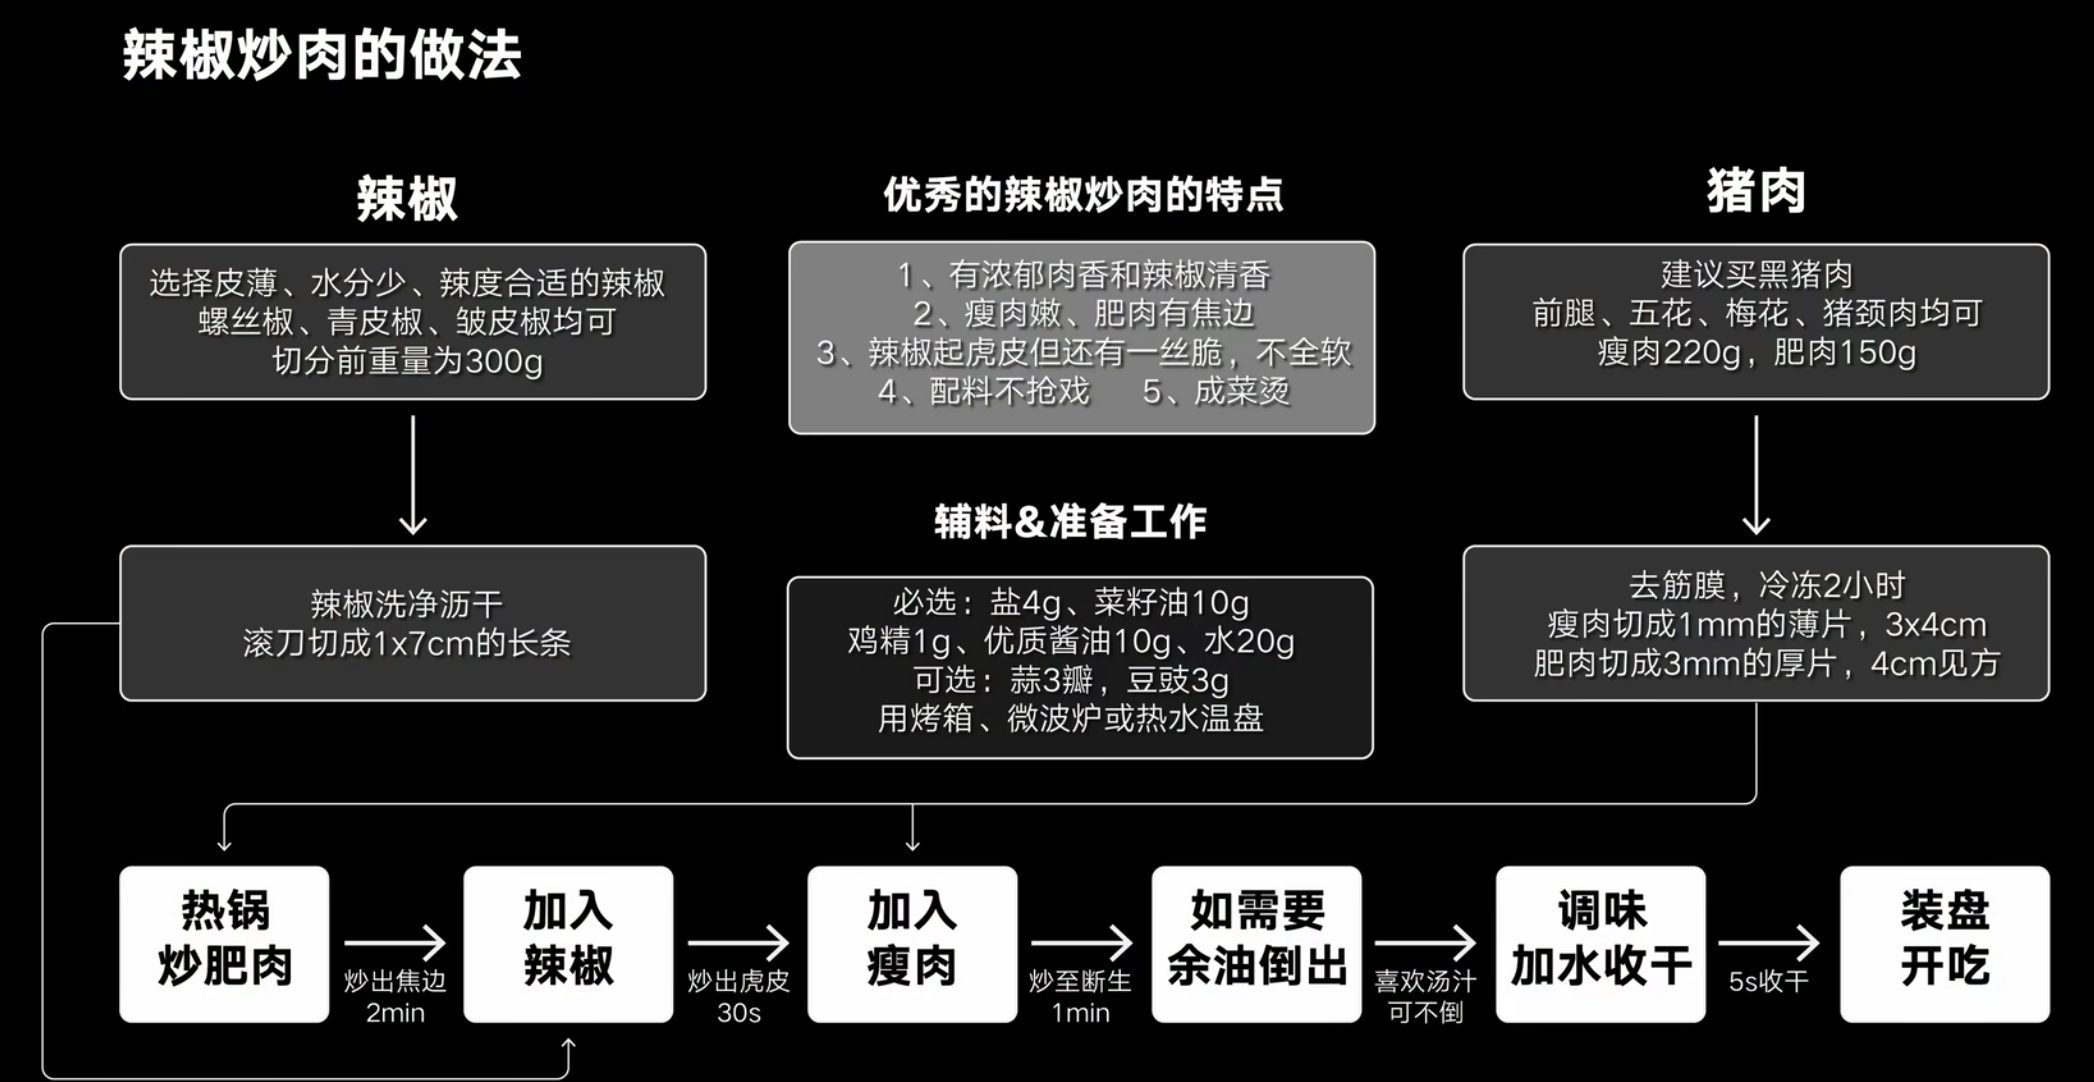 辣椒炒肉的做法
辣椒
选择皮薄、水分少、辣度合适的辣椒
螺丝椒、青皮椒、皱皮椒均可
切分前重量为300g
辣椒洗净沥干
滚刀切成1x7cm的长条
优秀的辣椒炒肉的特点
1、有浓郁肉香和辣椒清香
2、瘦肉嫩、肥肉有焦边
3、辣椒起虎皮但还有一丝脆，不全软
4、配料不抢戏 5、成菜烫
辅料&准备工作
必选：盐4g、菜籽油10g
鸡精1g、优质酱油10g、水20g
可选：蒜3瓣，豆豉3g
用烤箱、微波炉或热水温盘
猪肉
建议买黑猪肉
前腿、五花、梅花、猪颈肉均可
瘦肉220g，肥肉150g
去筋膜，冷冻2小时
瘦肉切成1mm的薄片，3x4cm
肥肉切成3mm的厚片，4cm见方
热锅
炒肥肉
炒出焦边
2min
加入
辣椒
炒出虎皮
30s
加入
瘦肉
炒至断生
1min
如需要
余油倒出
喜欢汤汁
可不倒
调味
加水收干
5s收干
装盘
开吃